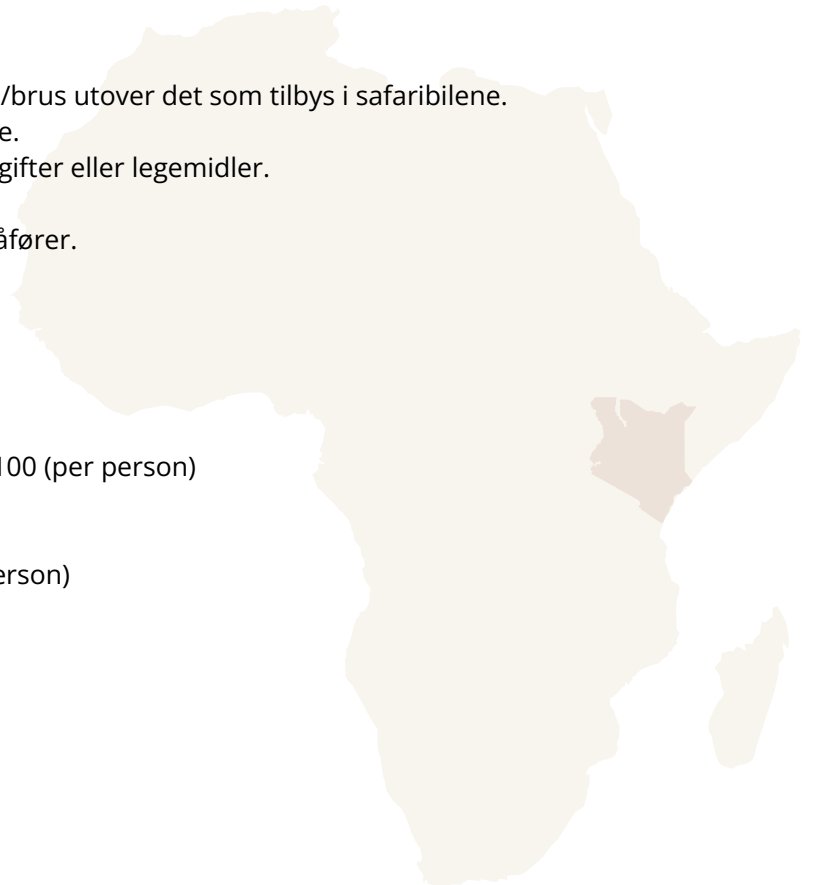 /brus utover det som tilbys i safaribilene.
e.
gifter eller legemidler.
åfører.
100 (per person)
erson)